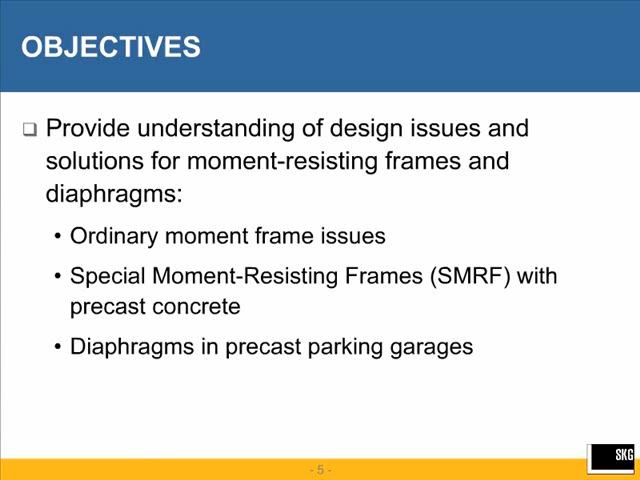 OBJECTIVES
❑ Provide understanding of design issues and
solutions for moment-resisting frames and
diaphragms:
• Ordinary moment frame issues
• Special Moment-Resisting Frames (SMRF) with
precast concrete
• Diaphragms in precast parking garages
- 5 -
SKG